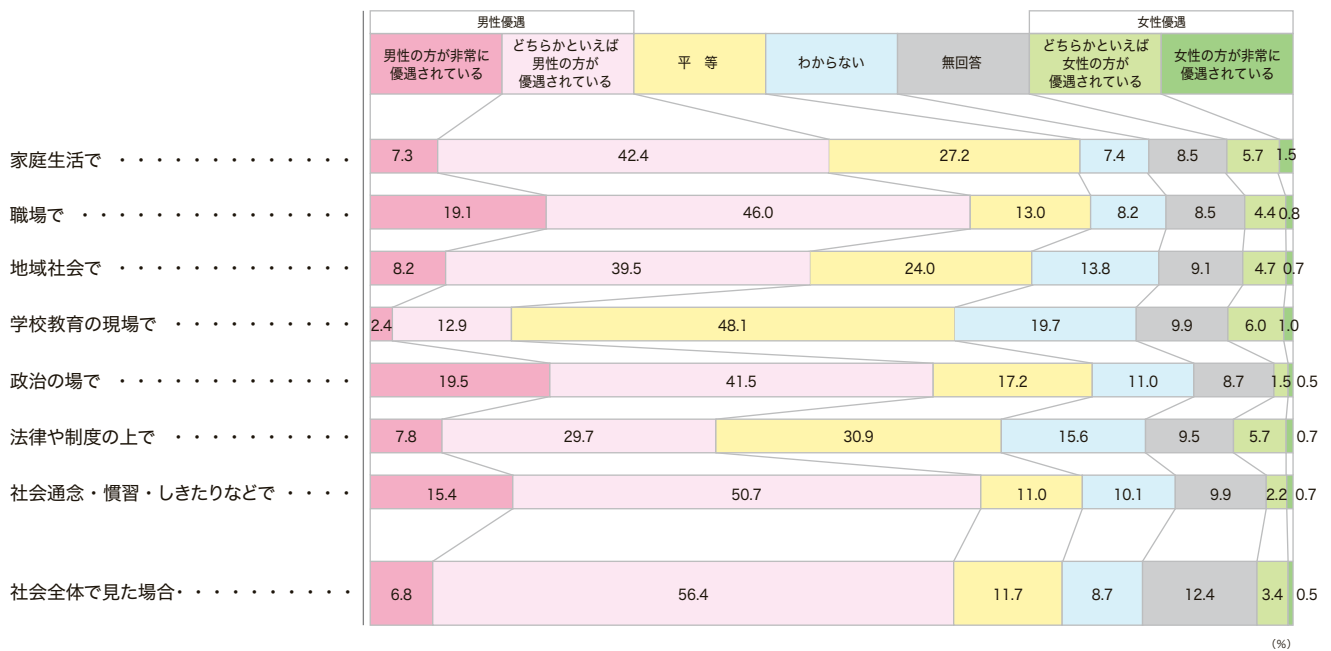 男性優遇
女性優遇
男性の方が非常に
優遇されている
どちらかといえば
男性の方が
優遇されている
平　等
わからない
無回答
どちらかといえば
女性の方が
優遇されている
女性の方が非常に
優遇されている
家庭生活で ・・・・・・・・・・・・・ 7.3 42.4 27.2 7.4 8.5 5.7 1.5
職場で ・・・・・・・・・・・・・・・ 19.1 46.0 13.0 8.2 8.5 4.4 0.8
地域社会で ・・・・・・・・・・・・・ 8.2 39.5 24.0 13.8 9.1 4.7 0.7
学校教育の現場で ・・・・・・・・・・ 2.4 12.9 48.1 19.7 9.9 6.0 1.0
政治の場で ・・・・・・・・・・・・・ 19.5 41.5 17.2 11.0 8.7 1.5 0.5
法律や制度の上で ・・・・・・・・・・ 7.8 29.7 30.9 15.6 9.5 5.7 0.7
社会通念・慣習・しきたりなどで ・・・・ 15.4 50.7 11.0 10.1 9.9 2.2 0.7
社会全体で見た場合・・・・・・・・・・ 6.8 56.4 11.7 8.7 12.4 3.4 0.5
(%)